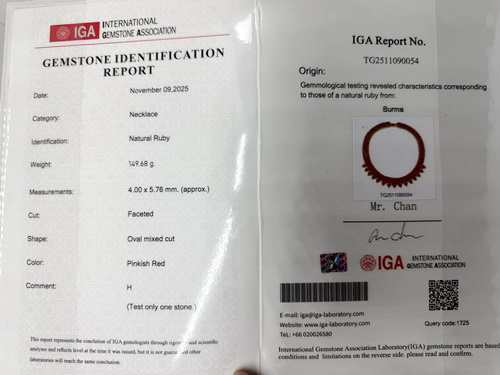 IGA INTERNATIONAL
GEMSTONE ASSOCIATION
GEMSTONE IDENTIFICATION
REPORT
Date: November 09,2025
Category: Necklace
Identification: Natural Ruby
Weight: 149.68 g.
Measurements: 4.00 x 5.76 mm. (approx.)
Cut: Faceted
Shape: Oval mixed cut
Color: Pinkish Red
Comment: H
(Test only one stone.)
This report represents the conclusion of IGA gemologists through and scientific
analyzes and reflects level at the time it was issued, but it is not guaranteed other
laboratories will reach the same conclusion.
IGA Report No.
TG2511090054
Origin:
Gemmological testing revealed characteristics corresponding
to those of a natural ruby from:
Burma
TG2511090054
Mr. Chan
IGA INTERNATIONAL
GEMSTONE ASSOCIATION
E-mail: iga@iga-laboratory.com
Website: www.iga-laboratory.com
Tel.: +66 020026580
Query code:1725
International Gemstone Association Laboratory(IGA) gemstone reports are based
conditions and limitations on the reverse side. please read and confirm.